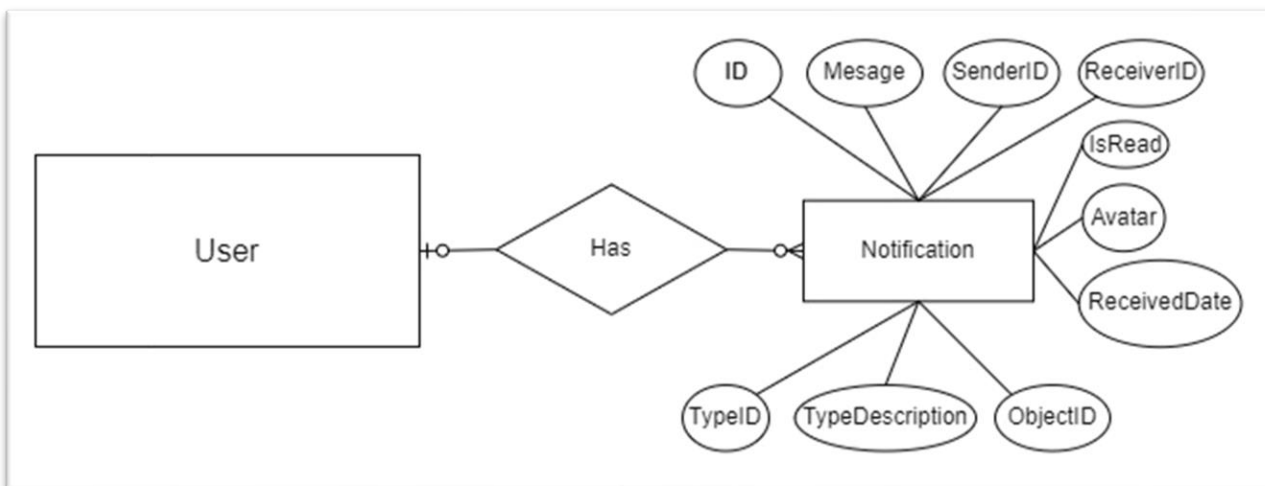 ID
Mesage
SenderID
ReceiverID
IsRead
Avatar
ReceivedDate
User
Has
Notification
TypeID
TypeDescription
ObjectID